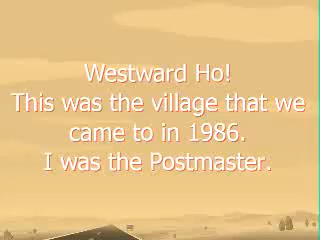 Westward Ho!
This was the village that we
came to in 1986.
I was the Postmaster.